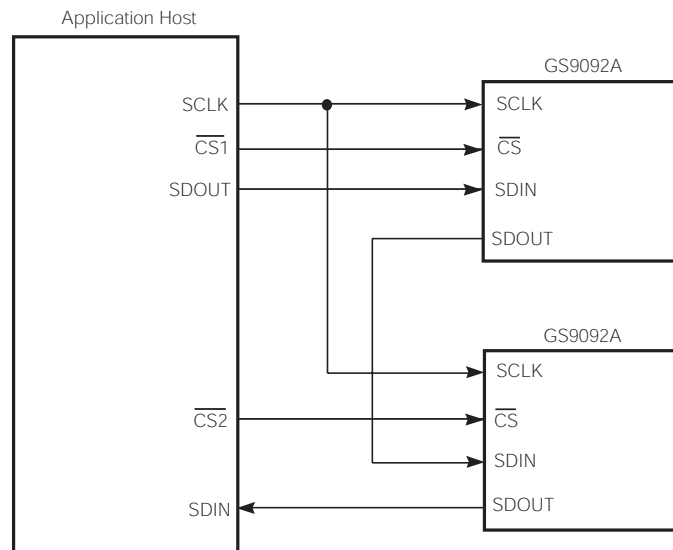 Application Host
SCLK
CS1
SDOUT
CS2
SDIN
GS9092A
SCLK
CS
SDIN
SDOUT
GS9092A
SCLK
CS
SDIN
SDOUT